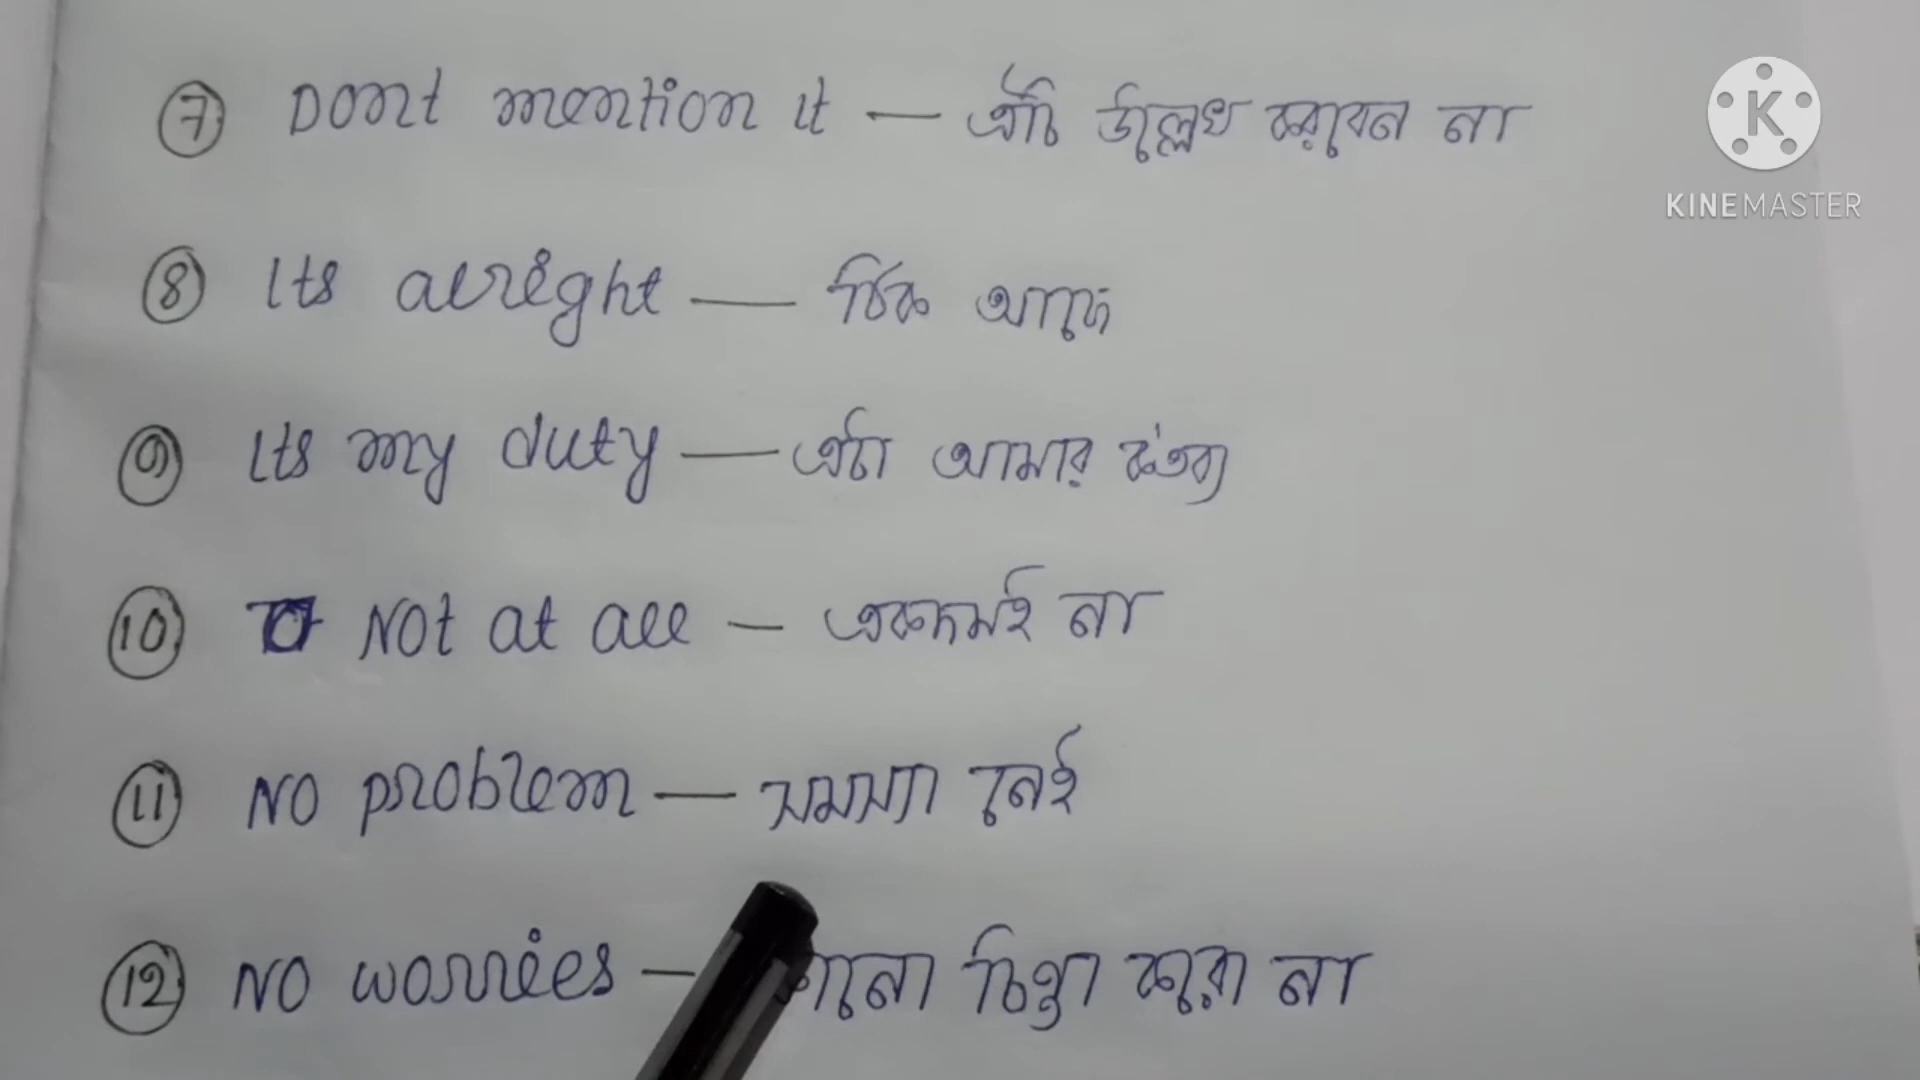 7 Dont mention it — এটি উল্লেখ করবেন না
K
KINEMASTER
8 Its alright — ঠিক আছে
9 Its my duty — এটা আমার কর্তব্য
10 Not at all — একদমই না
11 No problem — সমস্যা নেই
12 No worries — চিন্তা করো না